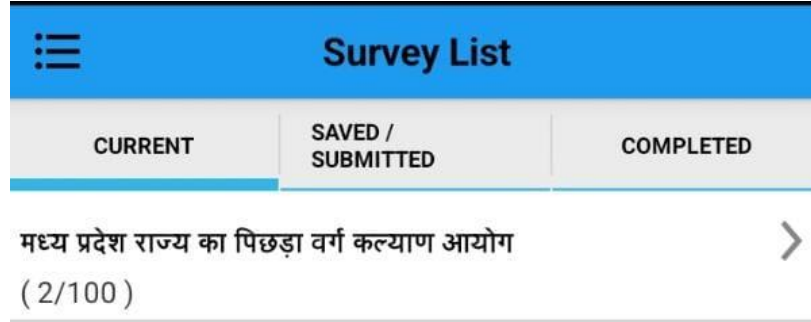 Survey List
CURRENT
SAVED /
SUBMITTED
COMPLETED
मध्य प्रदेश राज्य का पिछड़ा वर्ग कल्याण आयोग
( 2/100 )